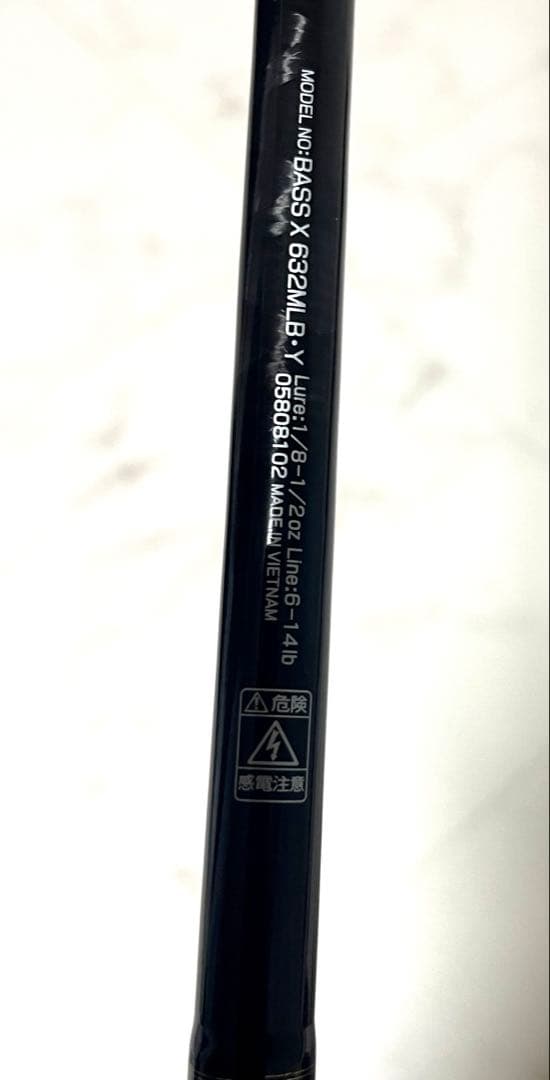 MODEL NO:BASS X 632MLB・Y
Lure:1/8-1/2oz Line:6-14lb
05808102 MADE IN VIETNAM
危険
感電注意